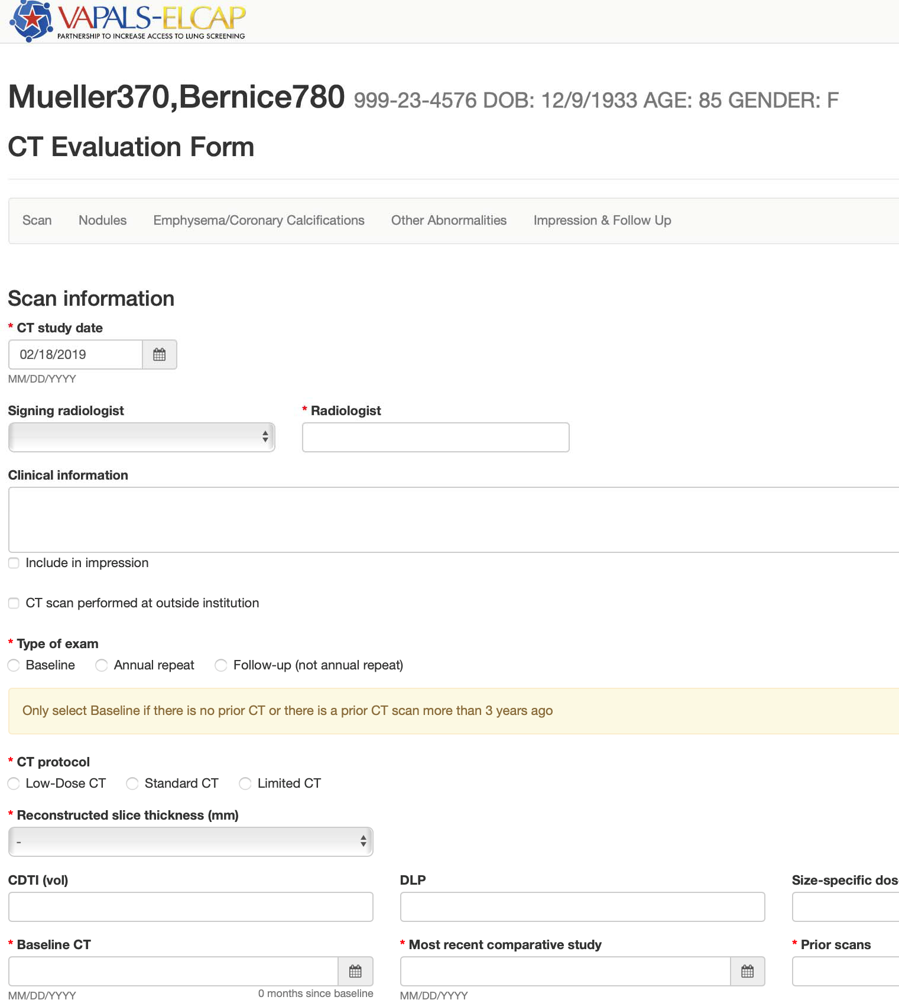 VAPALS-ELCAP
PARTNERSHIP TO INCREASE ACCESS TO LUNG SCREENING
Mueller370,Bernice780 999-23-4576 DOB: 12/9/1933 AGE: 85 GENDER: F
CT Evaluation Form
Scan Nodules Emphysema/Coronary Calcifications Other Abnormalities Impression & Follow Up
Scan information
* CT study date
02/18/2019
MM/DD/YYYY
Signing radiologist * Radiologist
Clinical information
Include in impression
CT scan performed at outside institution
* Type of exam
Baseline Annual repeat Follow-up (not annual repeat)
Only select Baseline if there is no prior CT or there is a prior CT scan more than 3 years ago
* CT protocol
Low-Dose CT Standard CT Limited CT
* Reconstructed slice thickness (mm)
-
CDTI (vol) DLP Size-specific dos
* Baseline CT * Most recent comparative study * Prior scans
MM/DD/YYYY 0 months since baseline MM/DD/YYYY